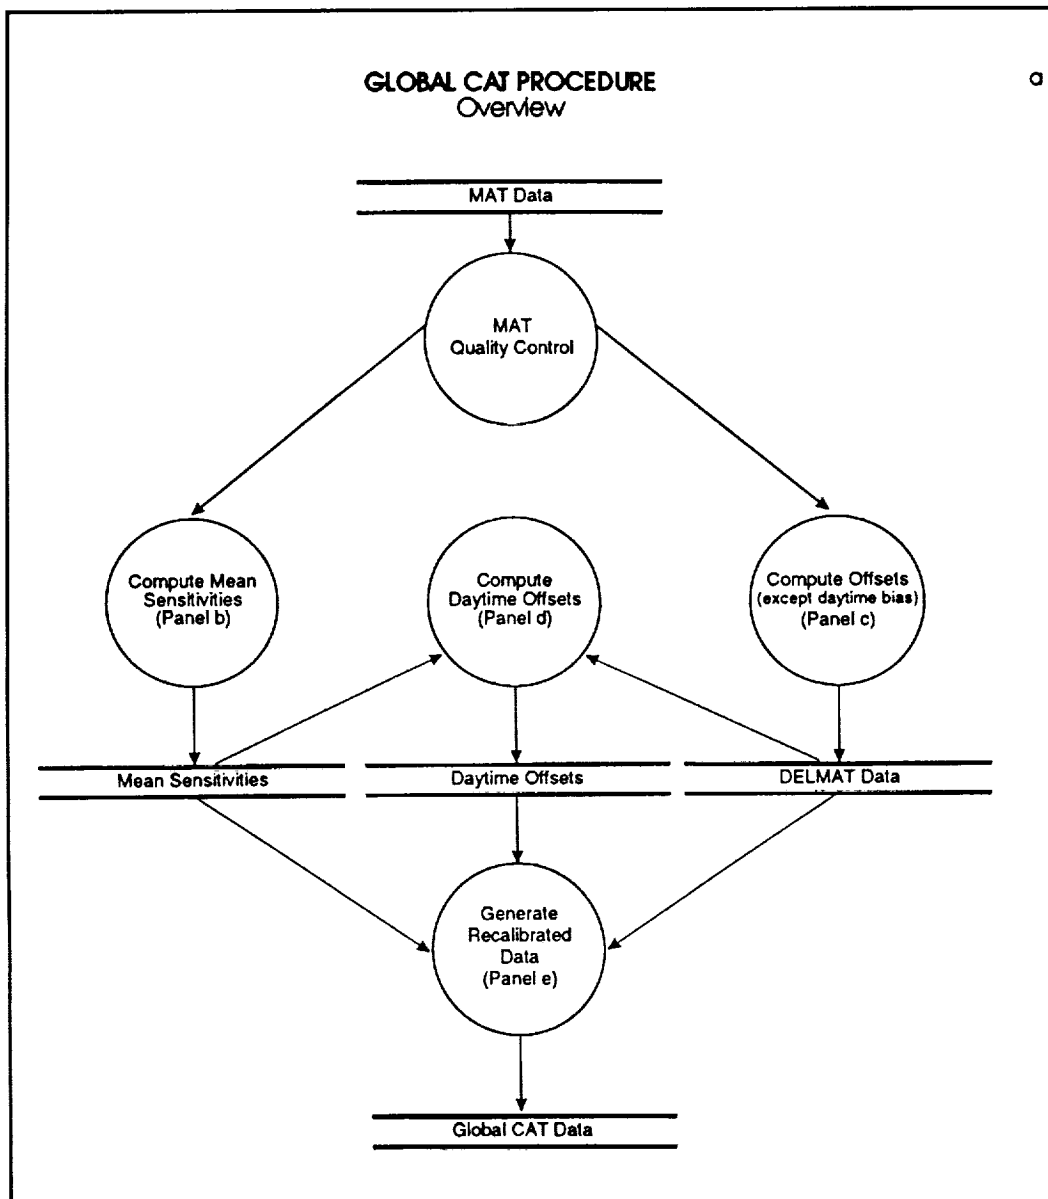 GLOBAL CAT PROCEDURE
Overview
a
MAT Data
MAT
Quality Control
Compute Mean
Sensitivities
(Panel b)
Compute
Daytime Offsets
(Panel d)
Compute Offsets
(except daytime bias)
(Panel c)
Mean Sensitivities
Daytime Offsets
DELMAT Data
Generate
Recalibrated
Data
(Panel e)
Global CAT Data